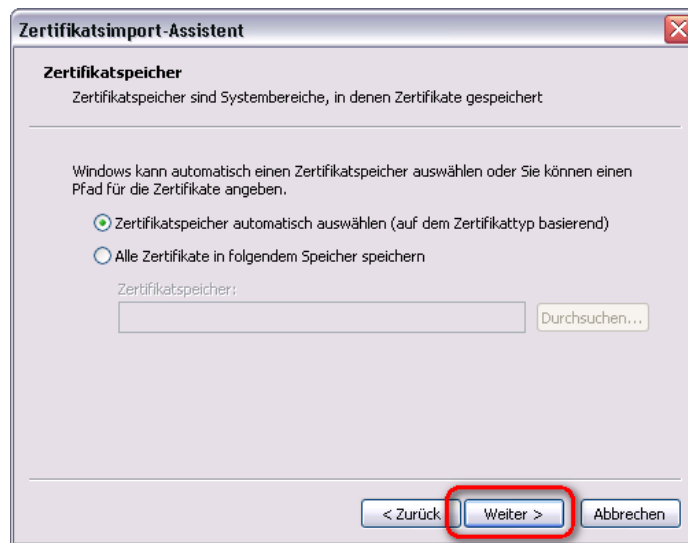 Zertifikatsimport-Assistent
Zertifikatspeicher
Zertifikatspeicher sind Systembereiche, in denen Zertifikate gespeichert
Windows kann automatisch einen Zertifikatspeicher auswählen oder Sie können einen
Pfad für die Zertifikate angeben.
Zertifikatspeicher automatisch auswählen (auf dem Zertifikattyp basierend)
Alle Zertifikate in folgendem Speicher speichern
Zertifikatspeicher:
Durchsuchen...
< Zurück
Weiter >
Abbrechen